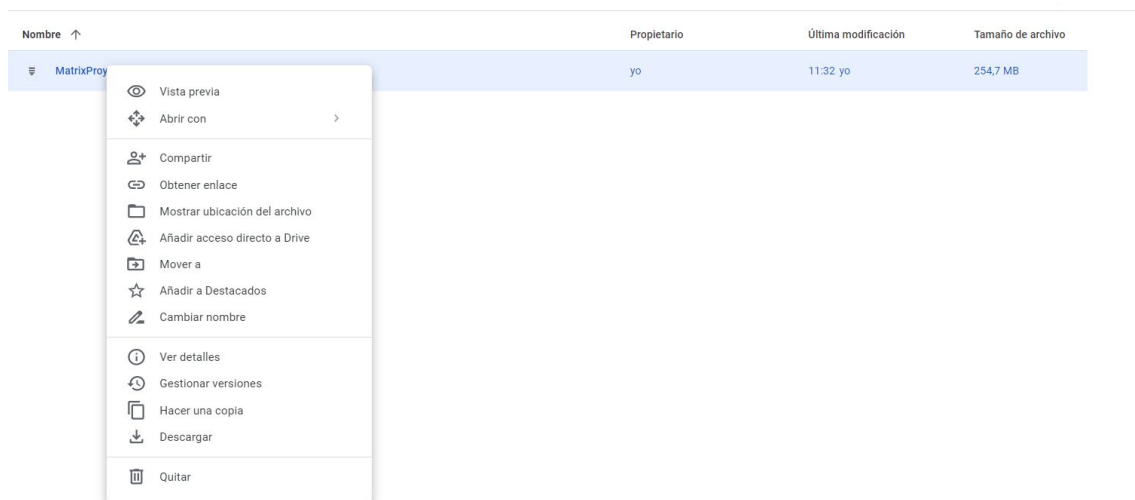 Nombre Propietario Última modificación Tamaño de archivo
MatrixProy yo 11:32 yo 254,7 MB
Vista previa
Abrir con
Compartir
Obtener enlace
Mostrar ubicación del archivo
Añadir acceso directo a Drive
Mover a
Añadir a Destacados
Cambiar nombre
Ver detalles
Gestionar versiones
Hacer una copia
Descargar
Quitar